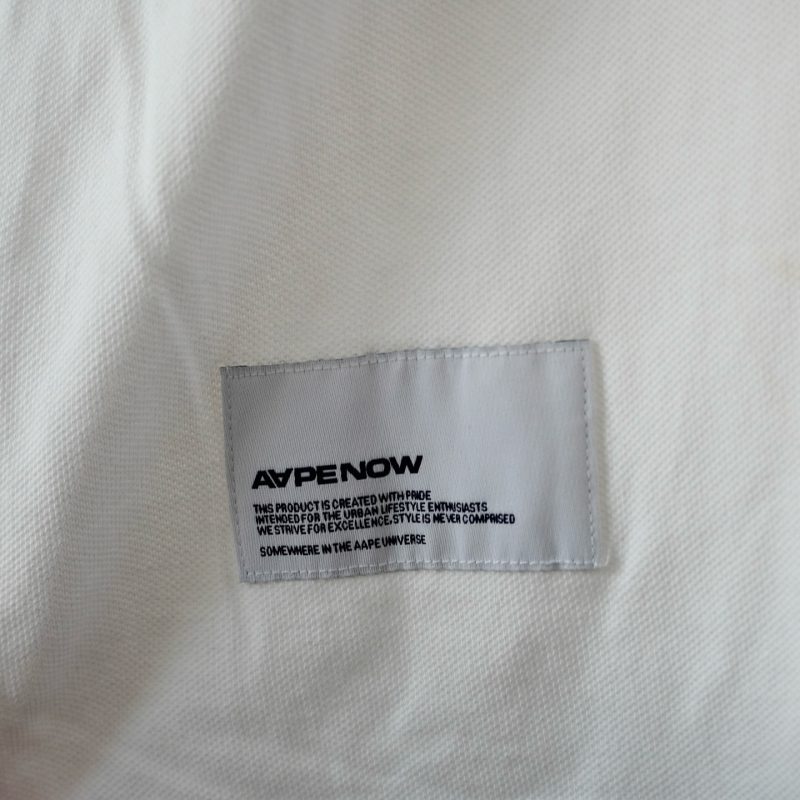 AAPE NOW
THIS PRODUCT IS CREATED WITH PRIDE
INTENDED FOR THE URBAN LIFESTYLE ENTHUSIASTS
WE STRIVE FOR EXCELLENCE, STYLE IS NEVER COMPRISED
SOMEWHERE IN THE AAPE UNIVERSE